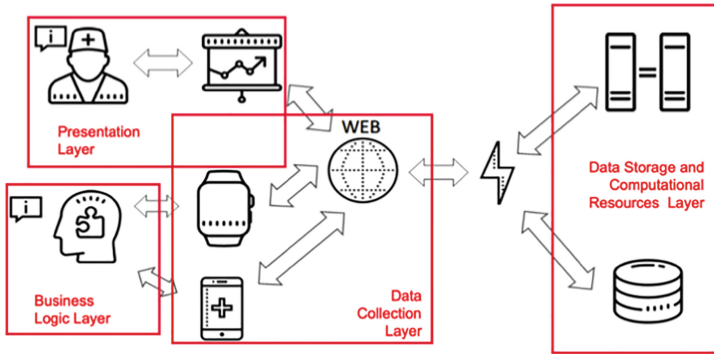 i
Presentation
Layer
WEB
i
Business
Logic Layer
Data
Collection
Layer
Data Storage and
Computational
Resources Layer